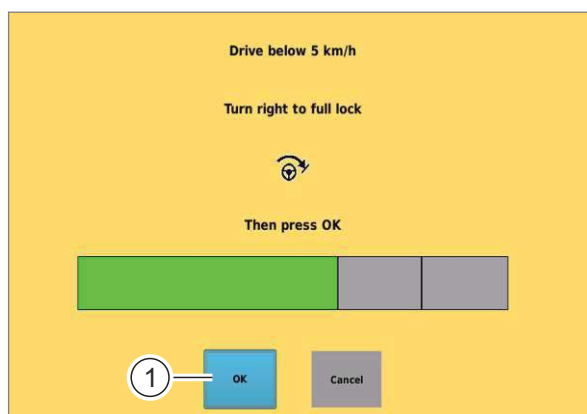 Drive below 5 km/h
Turn right to full lock
Then press OK
1
OK Cancel